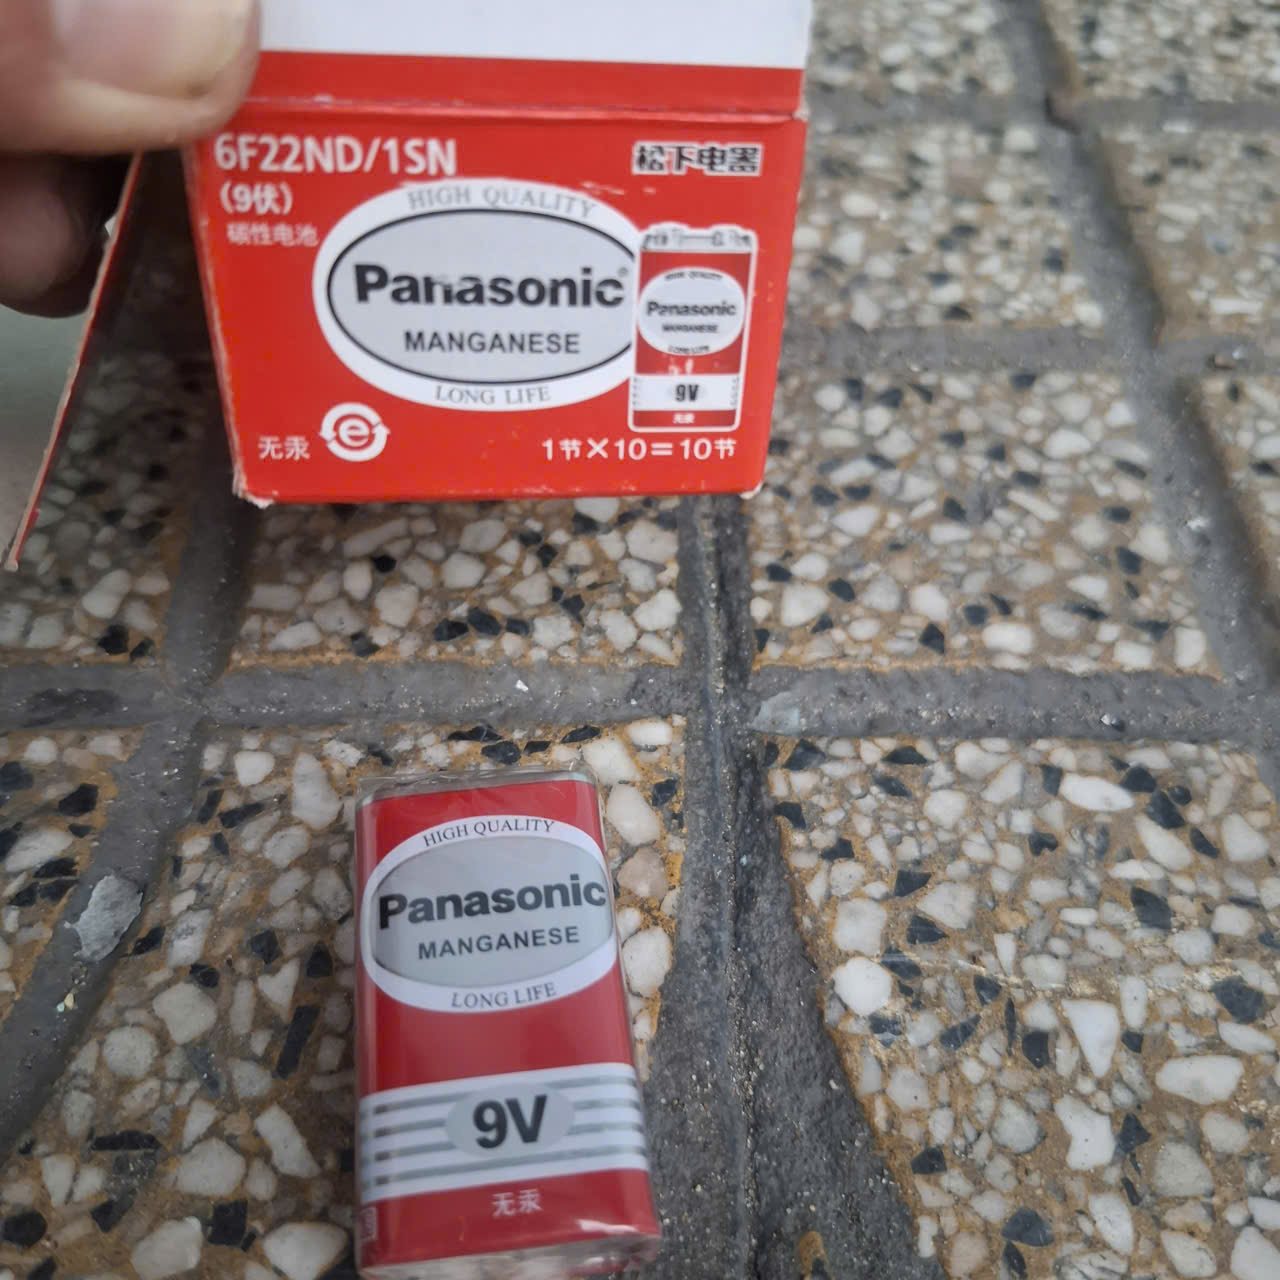 6F22ND/1SN
松下电器
(9伏)
碳性电池
HIGH QUALITY
Panasonic®
MANGANESE
LONG LIFE
HIGH QUALITY
Panasonic
MANGANESE
LONG LIFE
9V
无汞
无汞
e
1节×10=10节
HIGH QUALITY
Panasonic
MANGANESE
LONG LIFE
9V
无汞